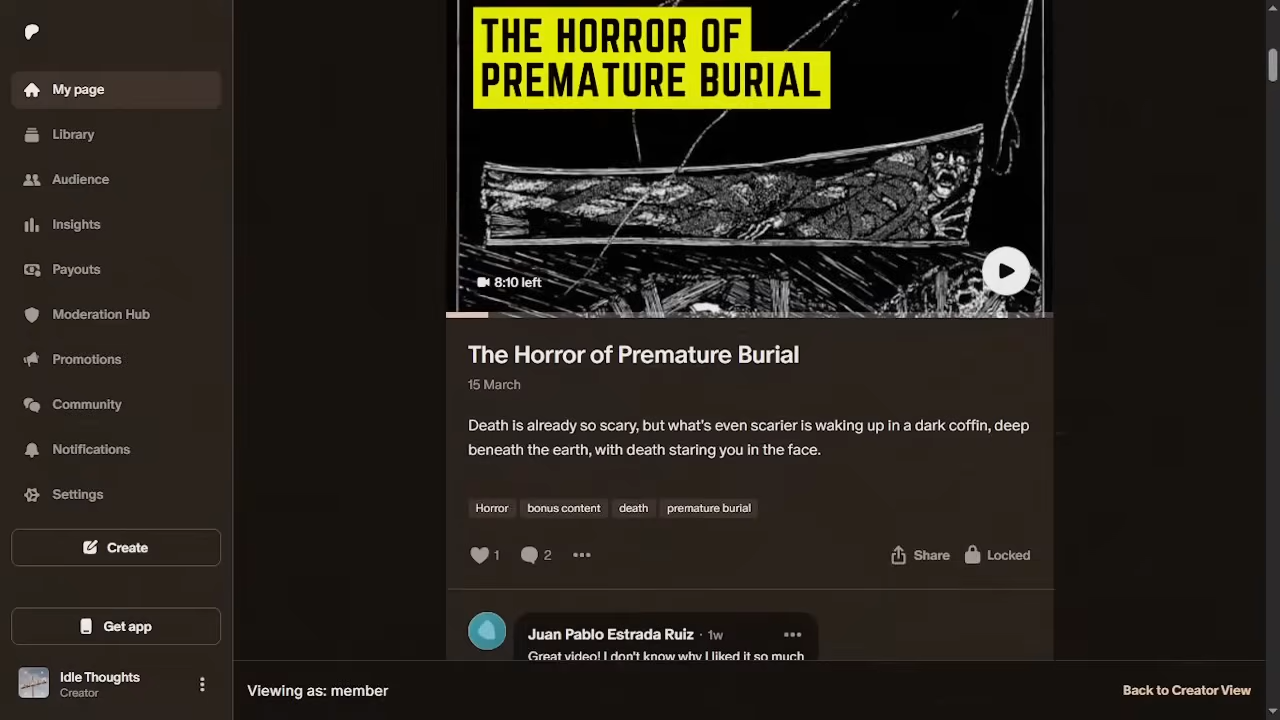 THE HORROR OF
PREMATURE BURIAL
My page
Library
Audience
Insights
Payouts
Moderation Hub
Promotions
Community
Notifications
Settings
Create
Get app
Idle Thoughts
Creator
8:10 left
The Horror of Premature Burial
15 March
Death is already so scary, but what's even scarier is waking up in a dark coffin, deep
beneath the earth, with death staring you in the face.
Horror bonus content death premature burial
1 2 Share Locked
Juan Pablo Estrada Ruiz · 1w
Great video! I don't know why I liked it so much
Viewing as: member
Back to Creator View